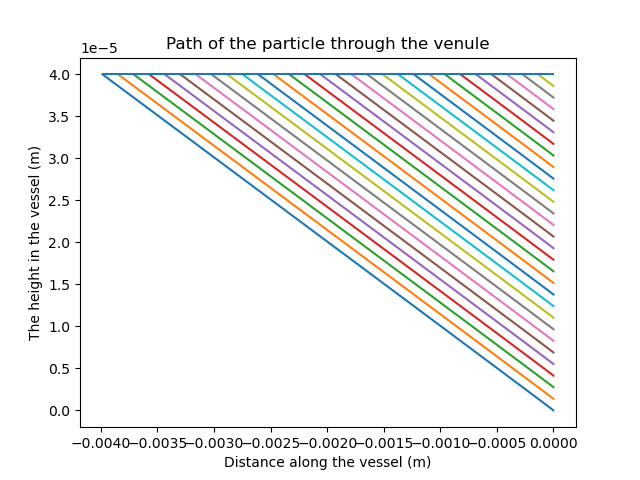 Path of the particle through the venule
1e−5
4.0
3.5
3.0
2.5
2.0
1.5
1.0
0.5
0.0
The height in the vessel (m)
−0.0040 −0.0035 −0.0030 −0.0025 −0.0020 −0.0015 −0.0010 −0.0005 0.0000
Distance along the vessel (m)